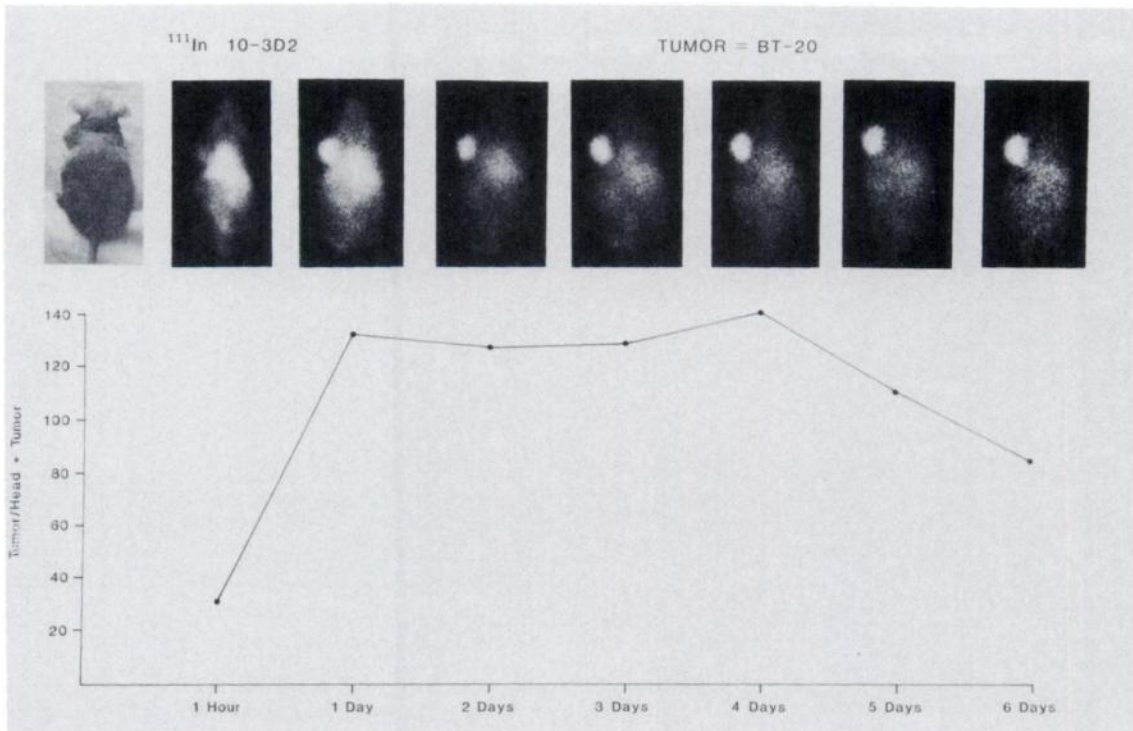 ¹¹¹In 10-3D2
TUMOR = BT-20
Tumor/Head * Tumor
140
120
100
80
60
40
20
1 Hour
1 Day
2 Days
3 Days
4 Days
5 Days
6 Days